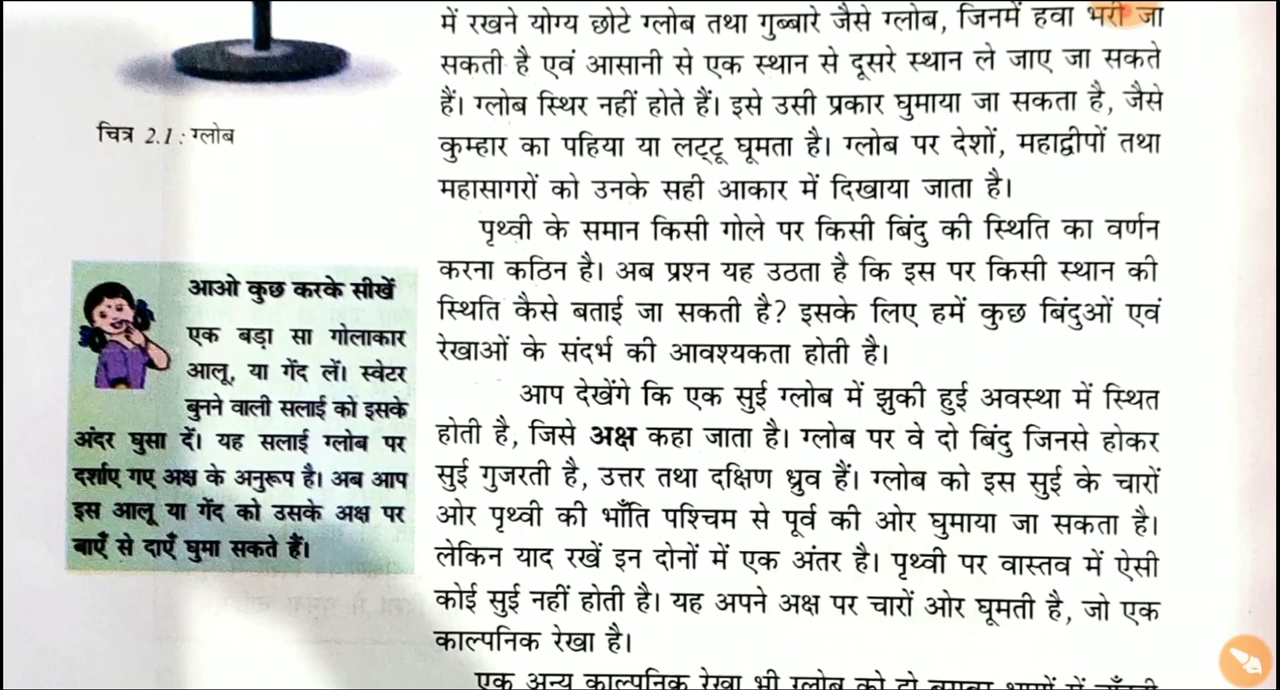 चित्र 2.1 : ग्लोब
आओ कुछ करके सीखें
एक बड़ा सा गोलाकार
आलू, या गेंद लें। स्वेटर
बुनने वाली सलाई को इसके
अंदर घुसा दें। यह सलाई ग्लोब पर
दर्शाए गए अक्ष के अनुरूप है। अब आप
इस आलू या गेंद को उसके अक्ष पर
बाएँ से दाएँ घुमा सकते हैं।
में रखने योग्य छोटे ग्लोब तथा गुब्बारे जैसे ग्लोब, जिनमें हवा भरी जा
सकती है एवं आसानी से एक स्थान से दूसरे स्थान ले जाए जा सकते
हैं। ग्लोब स्थिर नहीं होते हैं। इसे उसी प्रकार घुमाया जा सकता है, जैसे
कुम्हार का पहिया या लट्टू घूमता है। ग्लोब पर देशों, महाद्वीपों तथा
महासागरों को उनके सही आकार में दिखाया जाता है।
पृथ्वी के समान किसी गोले पर किसी बिंदु की स्थिति का वर्णन
करना कठिन है। अब प्रश्न यह उठता है कि इस पर किसी स्थान की
स्थिति कैसे बताई जा सकती है? इसके लिए हमें कुछ बिंदुओं एवं
रेखाओं के संदर्भ की आवश्यकता होती है।
आप देखेंगे कि एक सुई ग्लोब में झुकी हुई अवस्था में स्थित
होती है, जिसे अक्ष कहा जाता है। ग्लोब पर वे दो बिंदु जिनसे होकर
सुई गुजरती है, उत्तर तथा दक्षिण ध्रुव हैं। ग्लोब को इस सुई के चारों
ओर पृथ्वी की भाँति पश्चिम से पूर्व की ओर घुमाया जा सकता है।
लेकिन याद रखें इन दोनों में एक अंतर है। पृथ्वी पर वास्तव में ऐसी
कोई सुई नहीं होती है। यह अपने अक्ष पर चारों ओर घूमती है, जो एक
काल्पनिक रेखा है।
एक अन्य काल्पनिक रेखा भी ग्लोब को दो